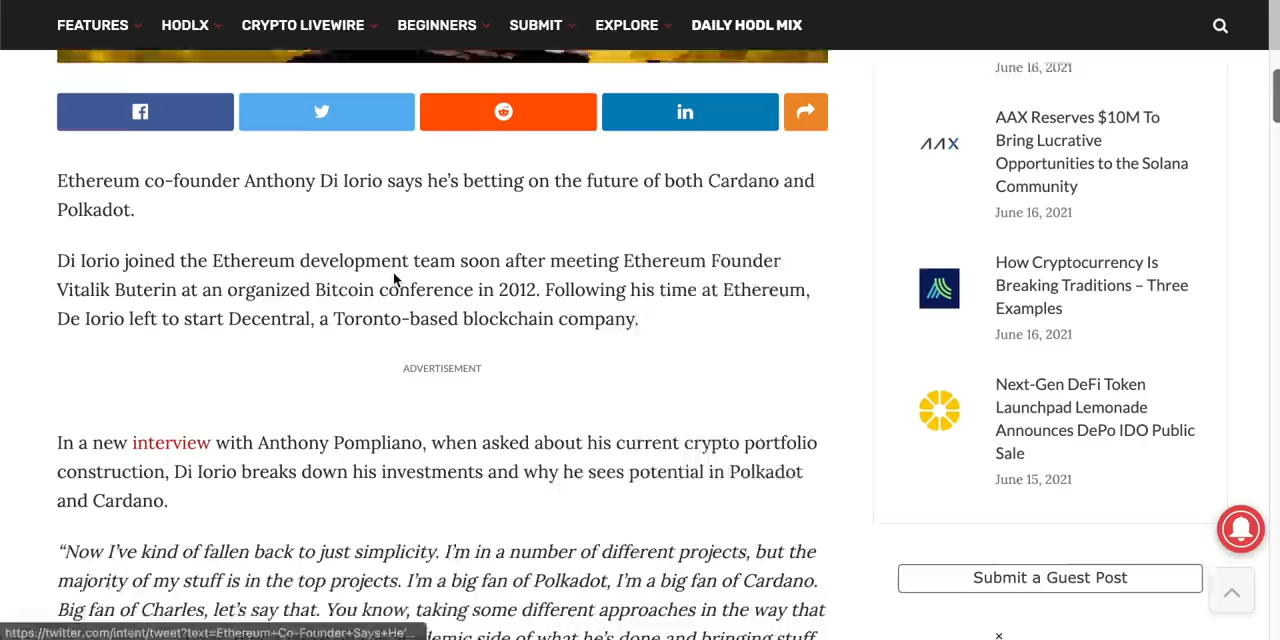 FEATURES HODLX CRYPTO LIVEWIRE BEGINNERS SUBMIT EXPLORE DAILY HODL MIX
Ethereum co-founder Anthony Di Iorio says he's betting on the future of both Cardano and
Polkadot.
Di Iorio joined the Ethereum development team soon after meeting Ethereum Founder
Vitalik Buterin at an organized Bitcoin conference in 2012. Following his time at Ethereum,
De Iorio left to start Decentral, a Toronto-based blockchain company.
ADVERTISEMENT
In a new interview with Anthony Pompliano, when asked about his current crypto portfolio
construction, Di Iorio breaks down his investments and why he sees potential in Polkadot
and Cardano.
“Now I've kind of fallen back to just simplicity. I'm in a number of different projects, but the
majority of my stuff is in the top projects. I'm a big fan of Polkadot, I'm a big fan of Cardano.
Big fan of Charles, let's say that. You know, taking some different approaches in the way that
side of what he's done and bringing stuff
https://twitter.com/intent/tweet?text=Ethereum+Co-Founder+Says+He'...
June 16, 2021
AAX
AAX Reserves $10M To
Bring Lucrative
Opportunities to the Solana
Community
June 16, 2021
How Cryptocurrency Is
Breaking Traditions – Three
Examples
June 16, 2021
Next-Gen DeFi Token
Launchpad Lemonade
Announces DePo IDO Public
Sale
June 15, 2021
Submit a Guest Post